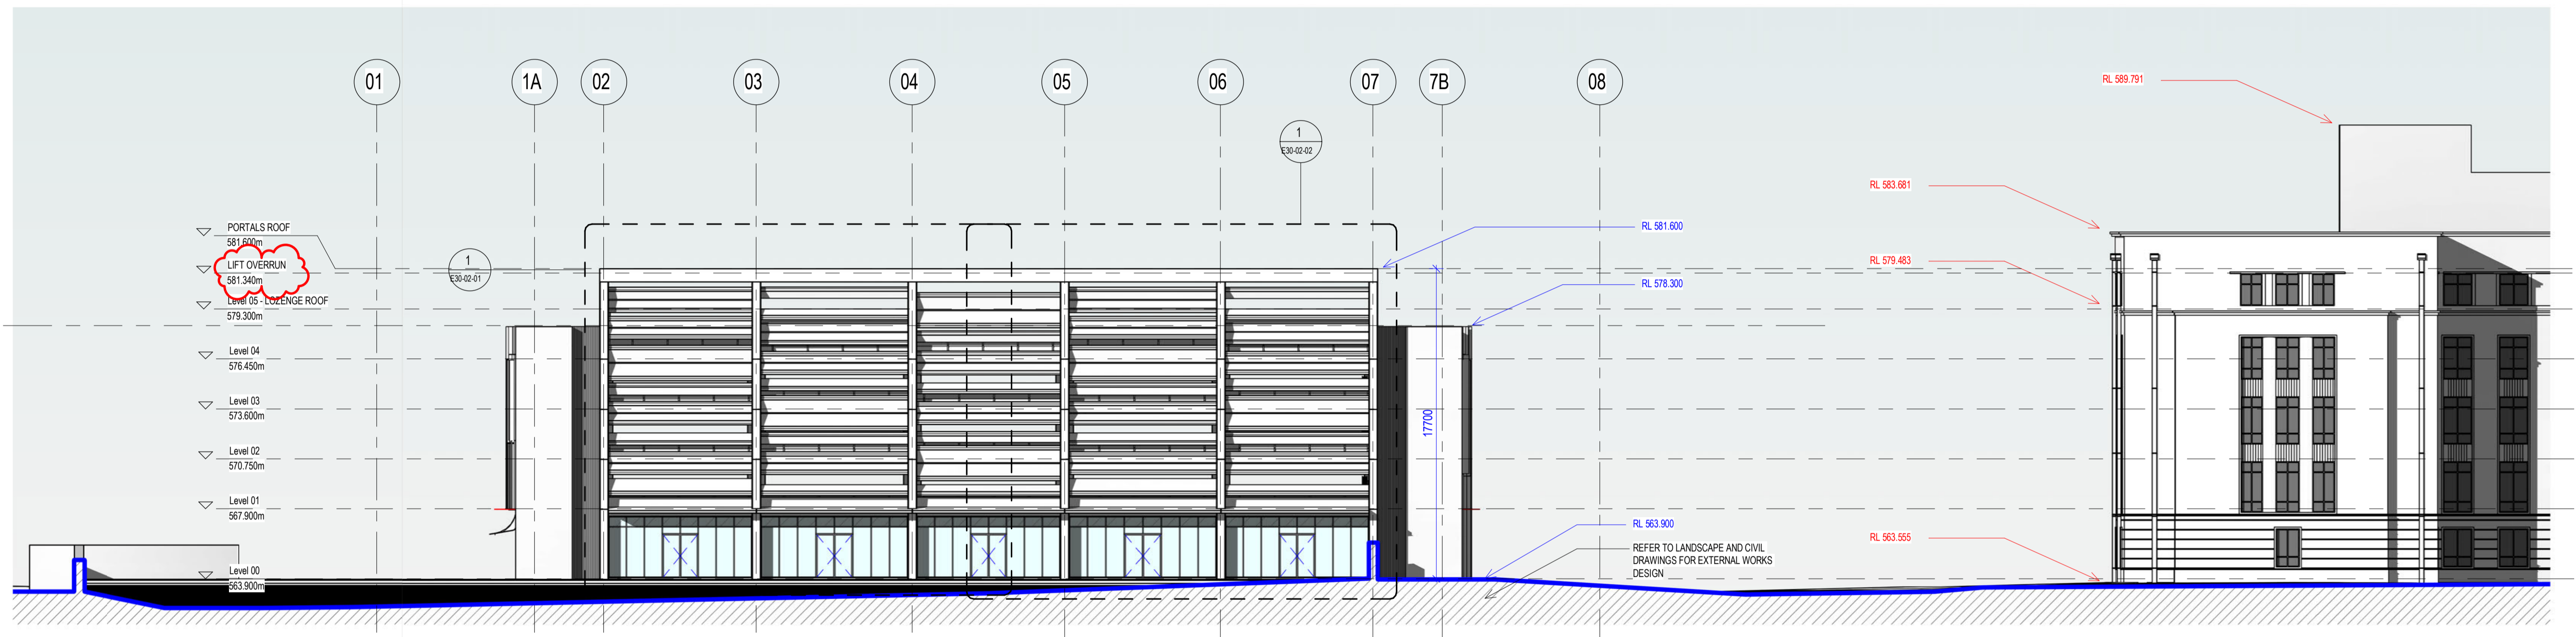 01
1A
02
03
04
05
06
07
7B
08
RL 589.791
1
E30-02-02
RL 583.681
PORTALS ROOF
581.600m
RL 581.600
LIFT OVERRUN
581.340m
1
E30-02-01
RL 579.483
RL 578.300
Level 05 - LOZENGE ROOF
579.300m
Level 04
576.450m
Level 03
573.600m
17700
Level 02
570.750m
Level 01
567.900m
RL 563.900
RL 563.555
REFER TO LANDSCAPE AND CIVIL
DRAWINGS FOR EXTERNAL WORKS
DESIGN
Level 00
563.900m